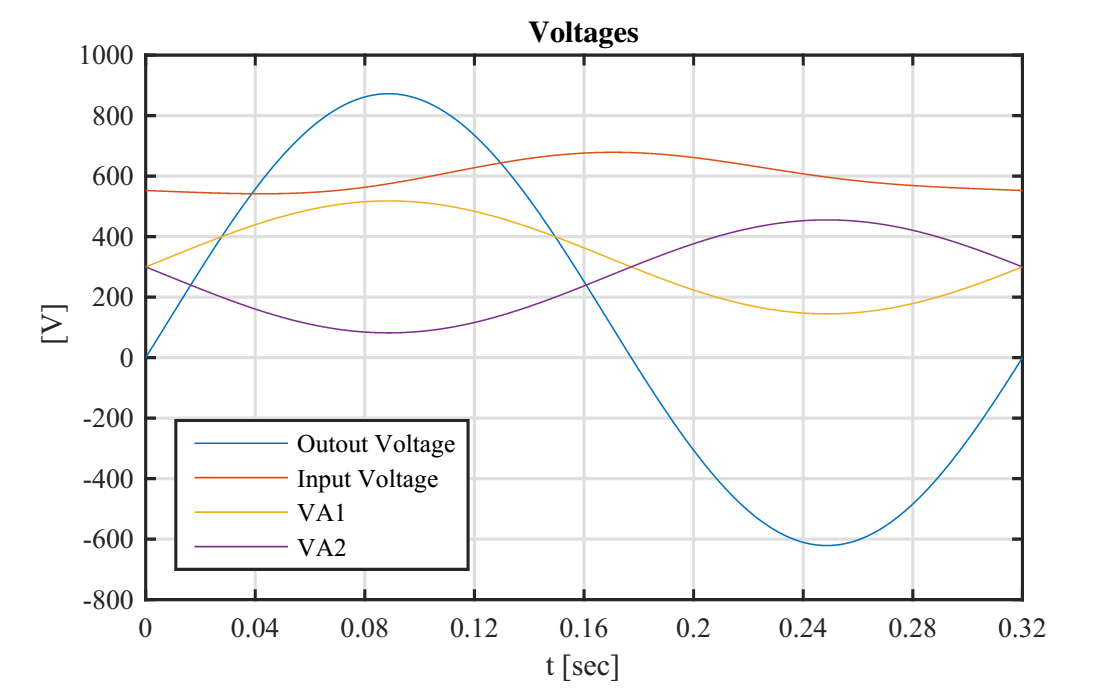 Voltages
1000
800
600
400
200
0
-200
-400
-600
-800
[V]
Outout Voltage
Input Voltage
VA1
VA2
0 0.04 0.08 0.12 0.16 0.2 0.24 0.28 0.32
t [sec]